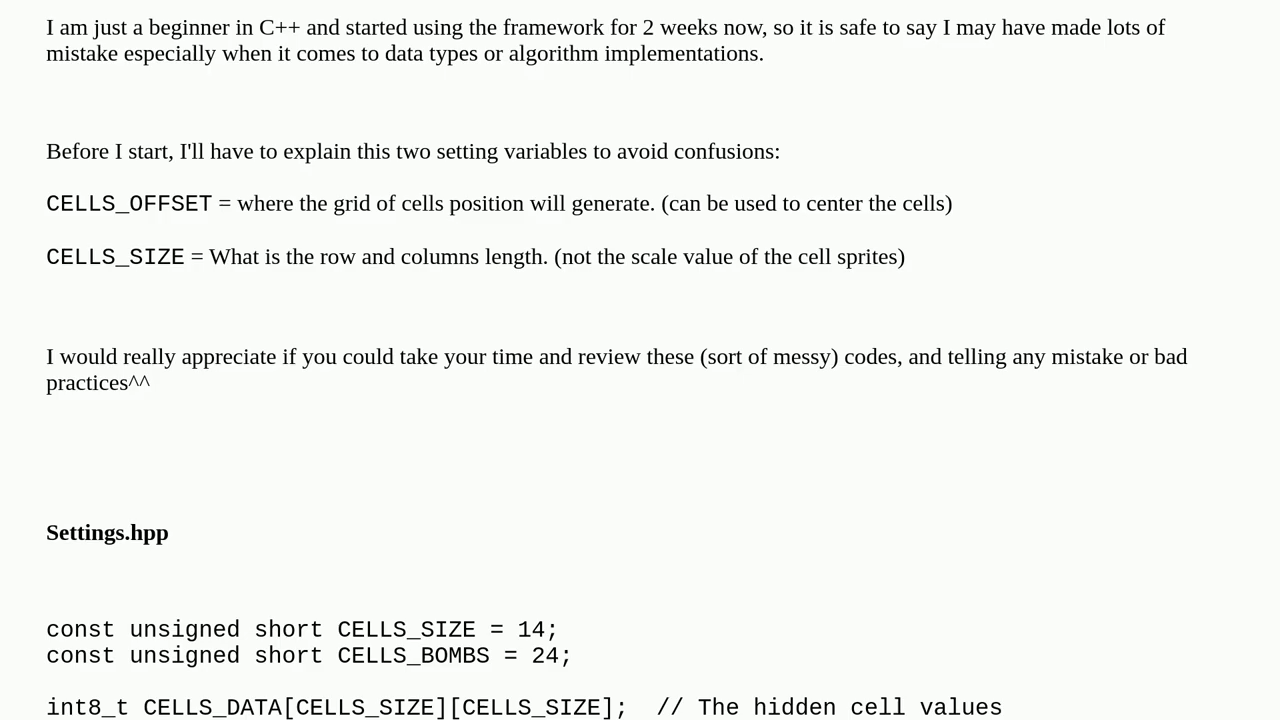 I am just a beginner in C++ and started using the framework for 2 weeks now, so it is safe to say I may have made lots of
mistake especially when it comes to data types or algorithm implementations.
Before I start, I'll have to explain this two setting variables to avoid confusions:
CELLS_OFFSET = where the grid of cells position will generate. (can be used to center the cells)
CELLS_SIZE = What is the row and columns length. (not the scale value of the cell sprites)
I would really appreciate if you could take your time and review these (sort of messy) codes, and telling any mistake or bad
practices^^
Settings.hpp
const unsigned short CELLS_SIZE = 14;
const unsigned short CELLS_BOMBS = 24;
int8_t CELLS_DATA[CELLS_SIZE][CELLS_SIZE];  // The hidden cell values